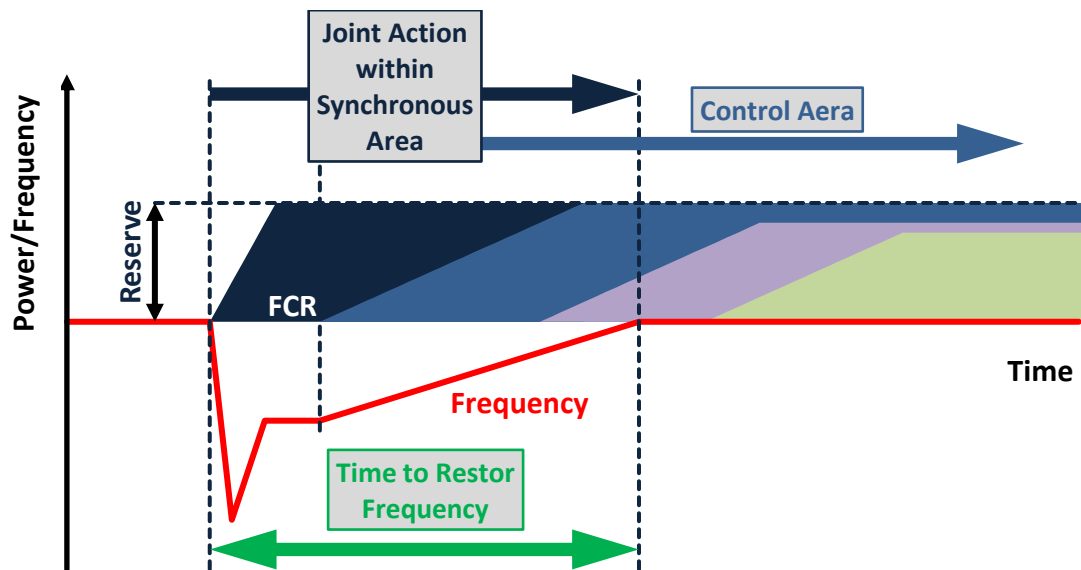 Joint Action
within
Synchronous
Area
Control Aera
Power/Frequency
Reserve
FCR
Time
Frequency
Time to Restor
Frequency